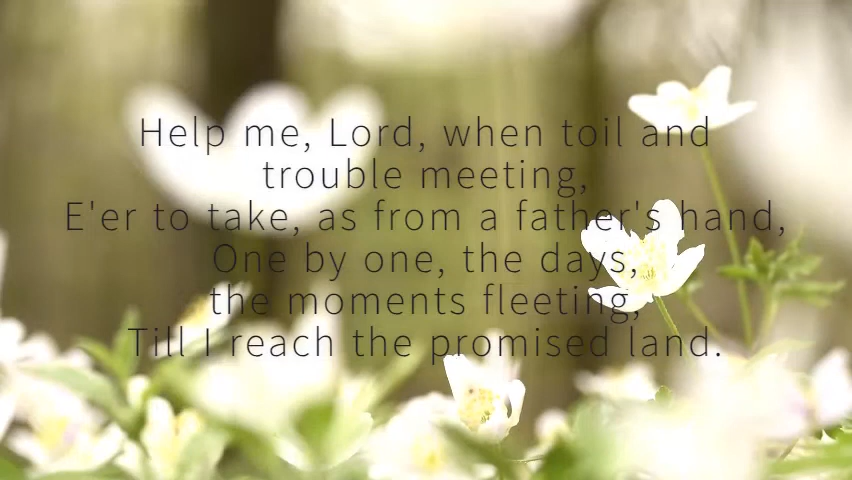 Help me, Lord, when toil and
trouble meeting,
E'er to take, as from a father's hand,
One by one, the days,
the moments fleeting,
Till I reach the promised land.